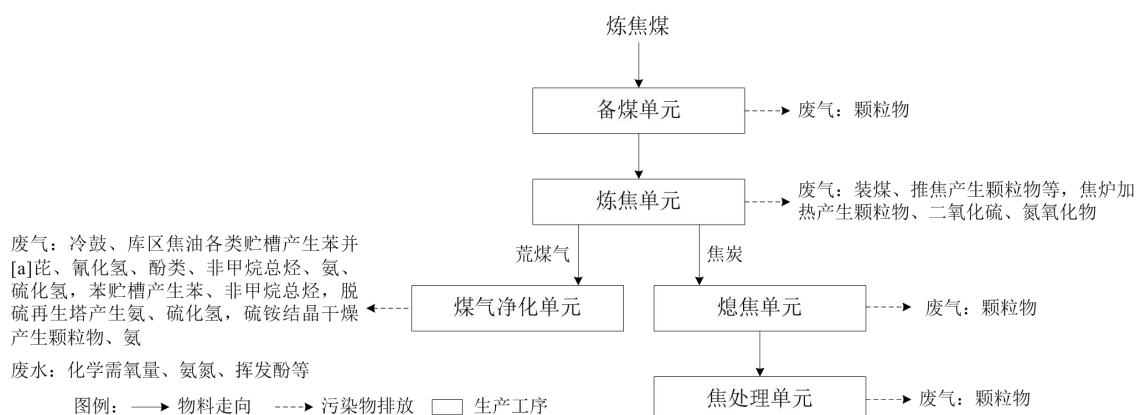 炼焦煤
备煤单元
废气：颗粒物
炼焦单元
废气：装煤、推焦产生颗粒物等，焦炉加
热产生颗粒物、二氧化硫、氮氧化物
荒煤气
焦炭
废气：冷鼓、库区焦油各类贮槽产生苯并
[a]芘、氰化氢、酚类、非甲烷总烃、氨、
硫化氢，苯贮槽产生苯、非甲烷总烃，脱
硫再生塔产生氨、硫化氢，硫铵结晶干燥
产生颗粒物、氨
废水：化学需氧量、氨氮、挥发酚等
煤气净化单元
熄焦单元
废气：颗粒物
焦处理单元
废气：颗粒物
图例： 物料走向 污染物排放 生产工序